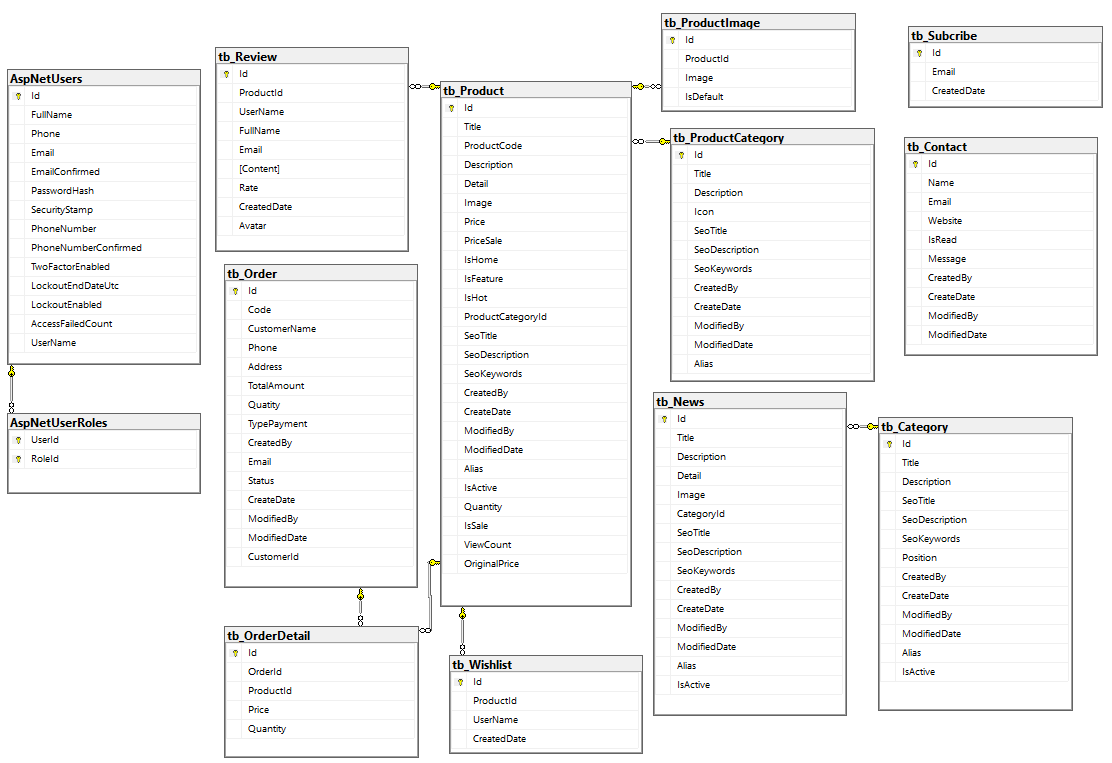 AspNetUsers
Id
FullName
Phone
Email
EmailConfirmed
PasswordHash
SecurityStamp
PhoneNumber
PhoneNumberConfirmed
TwoFactorEnabled
LockoutEndDateUtc
LockoutEnabled
AccessFailedCount
UserName
AspNetUserRoles
UserId
RoleId
tb_Review
Id
ProductId
UserName
FullName
Email
[Content]
Rate
CreatedDate
Avatar
tb_Order
Id
Code
CustomerName
Phone
Address
TotalAmount
Quatity
TypePayment
CreatedBy
Email
Status
CreateDate
ModifiedBy
ModifiedDate
CustomerId
tb_OrderDetail
Id
OrderId
ProductId
Price
Quantity
tb_Product
Id
Title
ProductCode
Description
Detail
Image
Price
PriceSale
IsHome
IsFeature
IsHot
ProductCategoryId
SeoTitle
SeoDescription
SeoKeywords
CreatedBy
CreateDate
ModifiedBy
ModifiedDate
Alias
IsActive
Quantity
IsSale
ViewCount
OriginalPrice
tb_Wishlist
Id
ProductId
UserName
CreatedDate
tb_ProductImage
Id
ProductId
Image
IsDefault
tb_ProductCategory
Id
Title
Description
Icon
SeoTitle
SeoDescription
SeoKeywords
CreatedBy
CreateDate
ModifiedBy
ModifiedDate
Alias
tb_News
Id
Title
Description
Detail
Image
CategoryId
SeoTitle
SeoDescription
SeoKeywords
CreatedBy
CreateDate
ModifiedBy
ModifiedDate
Alias
IsActive
tb_Subcribe
Id
Email
CreatedDate
tb_Contact
Id
Name
Email
Website
IsRead
Message
CreatedBy
CreateDate
ModifiedBy
ModifiedDate
tb_Category
Id
Title
Description
SeoTitle
SeoDescription
SeoKeywords
Position
CreatedBy
CreateDate
ModifiedBy
ModifiedDate
Alias
IsActive